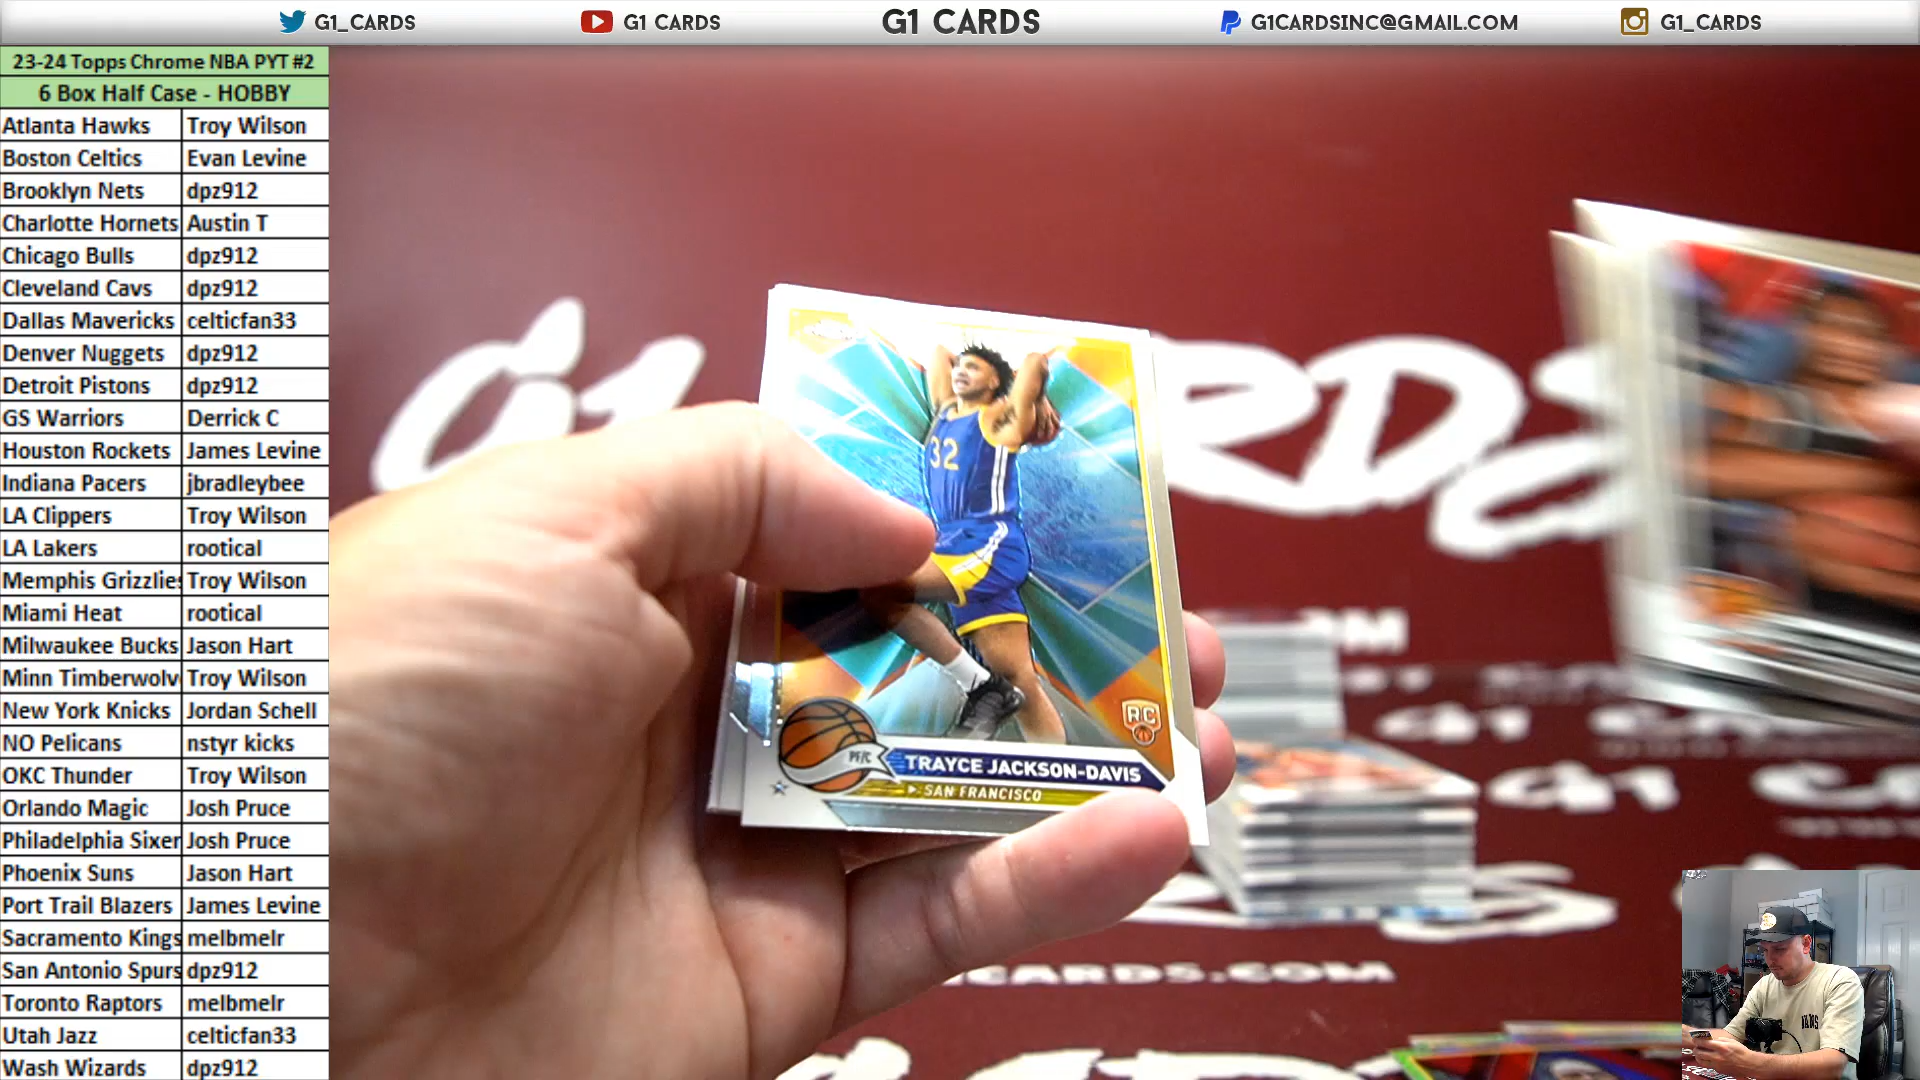 G1_CARDS
G1 CARDS
G1 CARDS
G1CARDSINC@GMAIL.COM
G1_CARDS
23-24 Topps Chrome NBA PYT #2
6 Box Half Case - HOBBY
Atlanta Hawks Troy Wilson
Boston Celtics Evan Levine
Brooklyn Nets dpz912
Charlotte Hornets Austin T
Chicago Bulls dpz912
Cleveland Cavs dpz912
Dallas Mavericks celticfan33
Denver Nuggets dpz912
Detroit Pistons dpz912
GS Warriors Derrick C
Houston Rockets James Levine
Indiana Pacers jbradleybee
LA Clippers Troy Wilson
LA Lakers rootical
Memphis Grizzlies Troy Wilson
Miami Heat rootical
Milwaukee Bucks Jason Hart
Minn Timberwolv Troy Wilson
New York Knicks Jordan Schell
NO Pelicans nstyr kicks
OKC Thunder Troy Wilson
Orlando Magic Josh Pruce
Philadelphia Sixer Josh Pruce
Phoenix Suns Jason Hart
Port Trail Blazers James Levine
Sacramento Kings melbmelr
San Antonio Spurs dpz912
Toronto Raptors melbmelr
Utah Jazz celticfan33
Wash Wizards dpz912
G1
RDS
32
RC
PF/C
TRAYCE JACKSON-DAVIS
SAN FRANCISCO
CARDS.COM